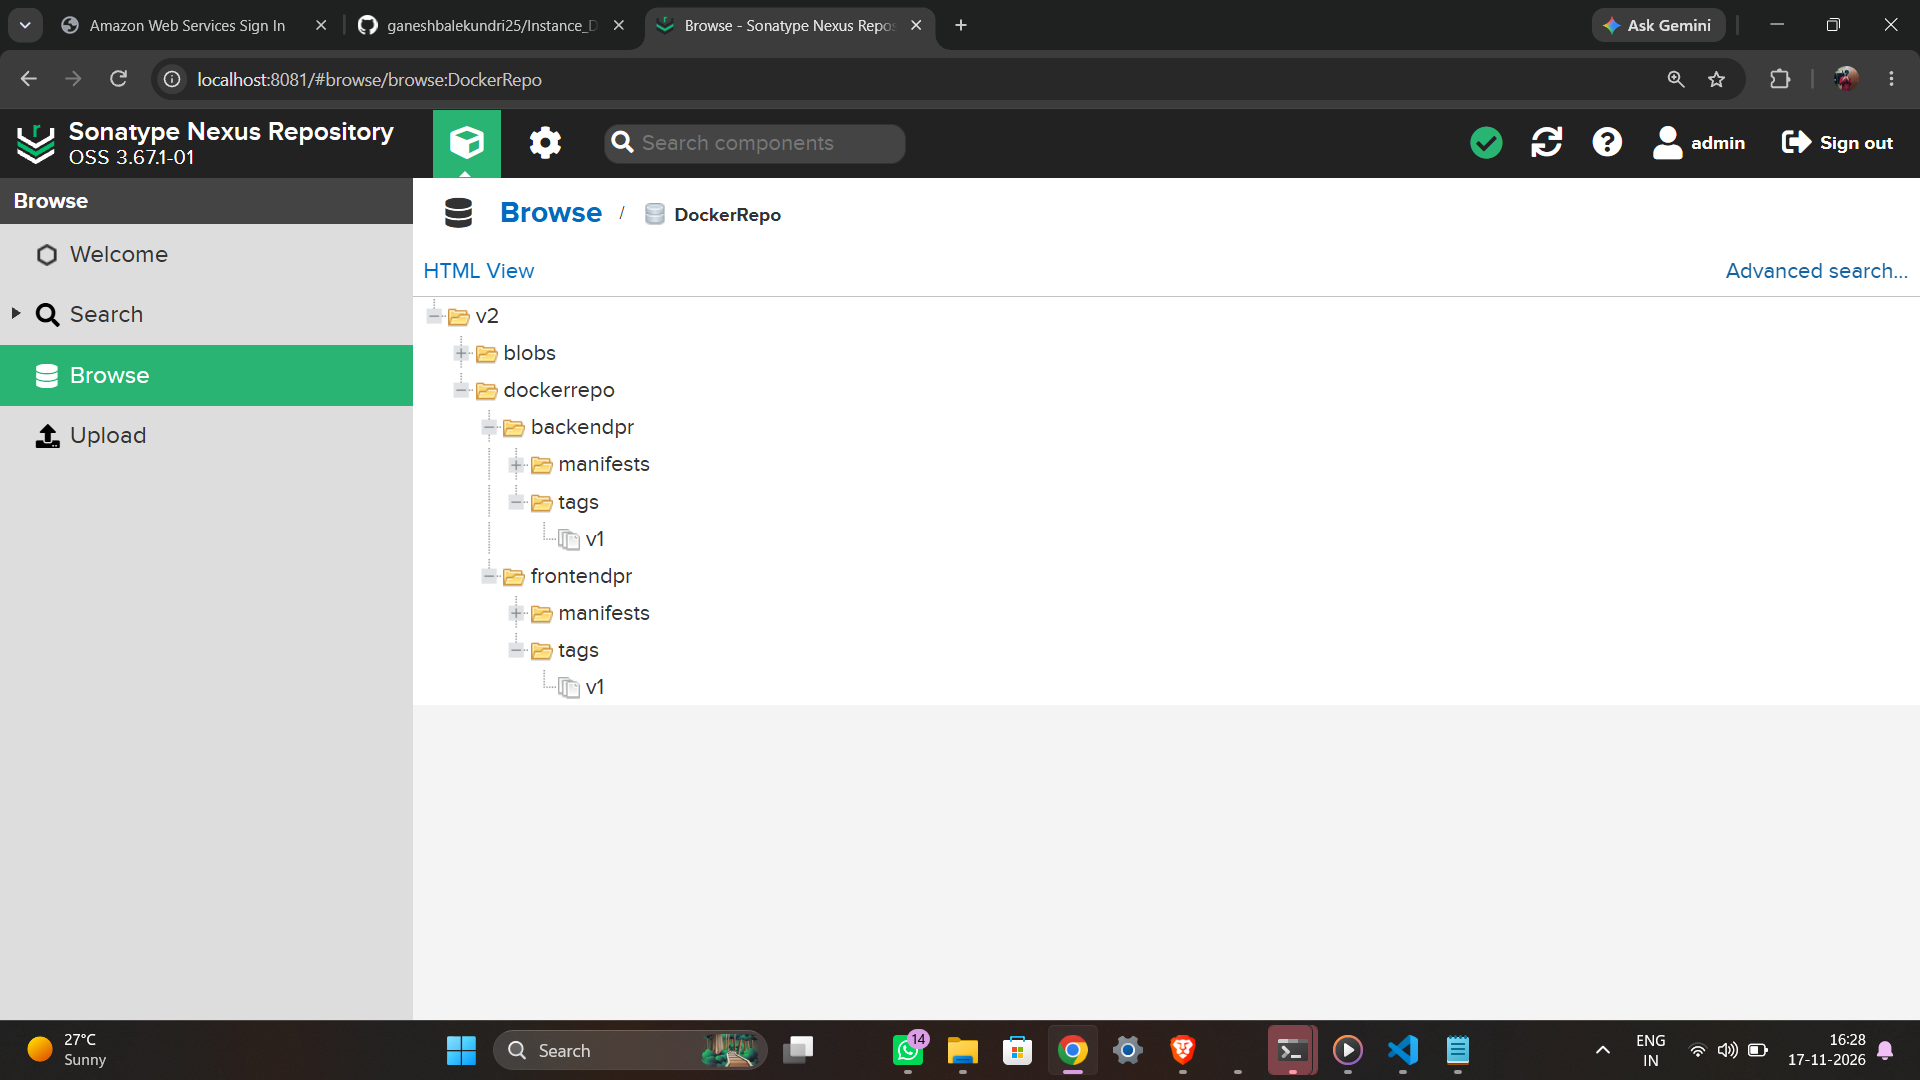 Amazon Web Services Sign In
ganeshbalekundri25/Instance_D
Browse - Sonatype Nexus Repos
Ask Gemini
localhost:8081/#browse/browse:DockerRepo
Sonatype Nexus Repository
OSS 3.67.1-01
Search components
admin
Sign out
Browse
Welcome
Search
Browse
Upload
Browse / DockerRepo
HTML View
Advanced search...
v2
blobs
dockerrepo
backendpr
manifests
tags
v1
frontendpr
manifests
tags
v1
27°C
Sunny
Search
14
ENG
IN
16:28
17-11-2026